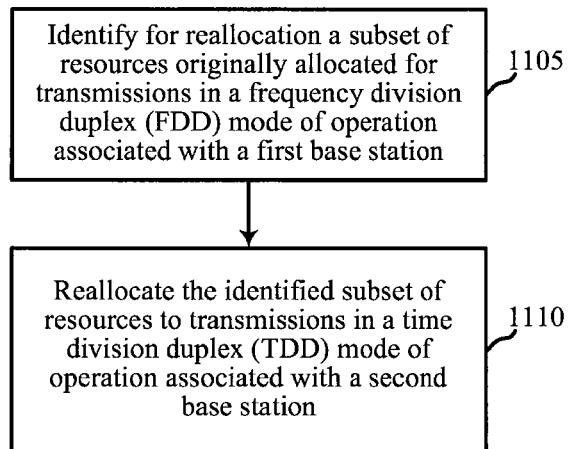 Identify for reallocation a subset of
resources originally allocated for
transmissions in a frequency division
duplex (FDD) mode of operation
associated with a first base station
1105
Reallocate the identified subset of
resources to transmissions in a time
division duplex (TDD) mode of
operation associated with a second
base station
1110